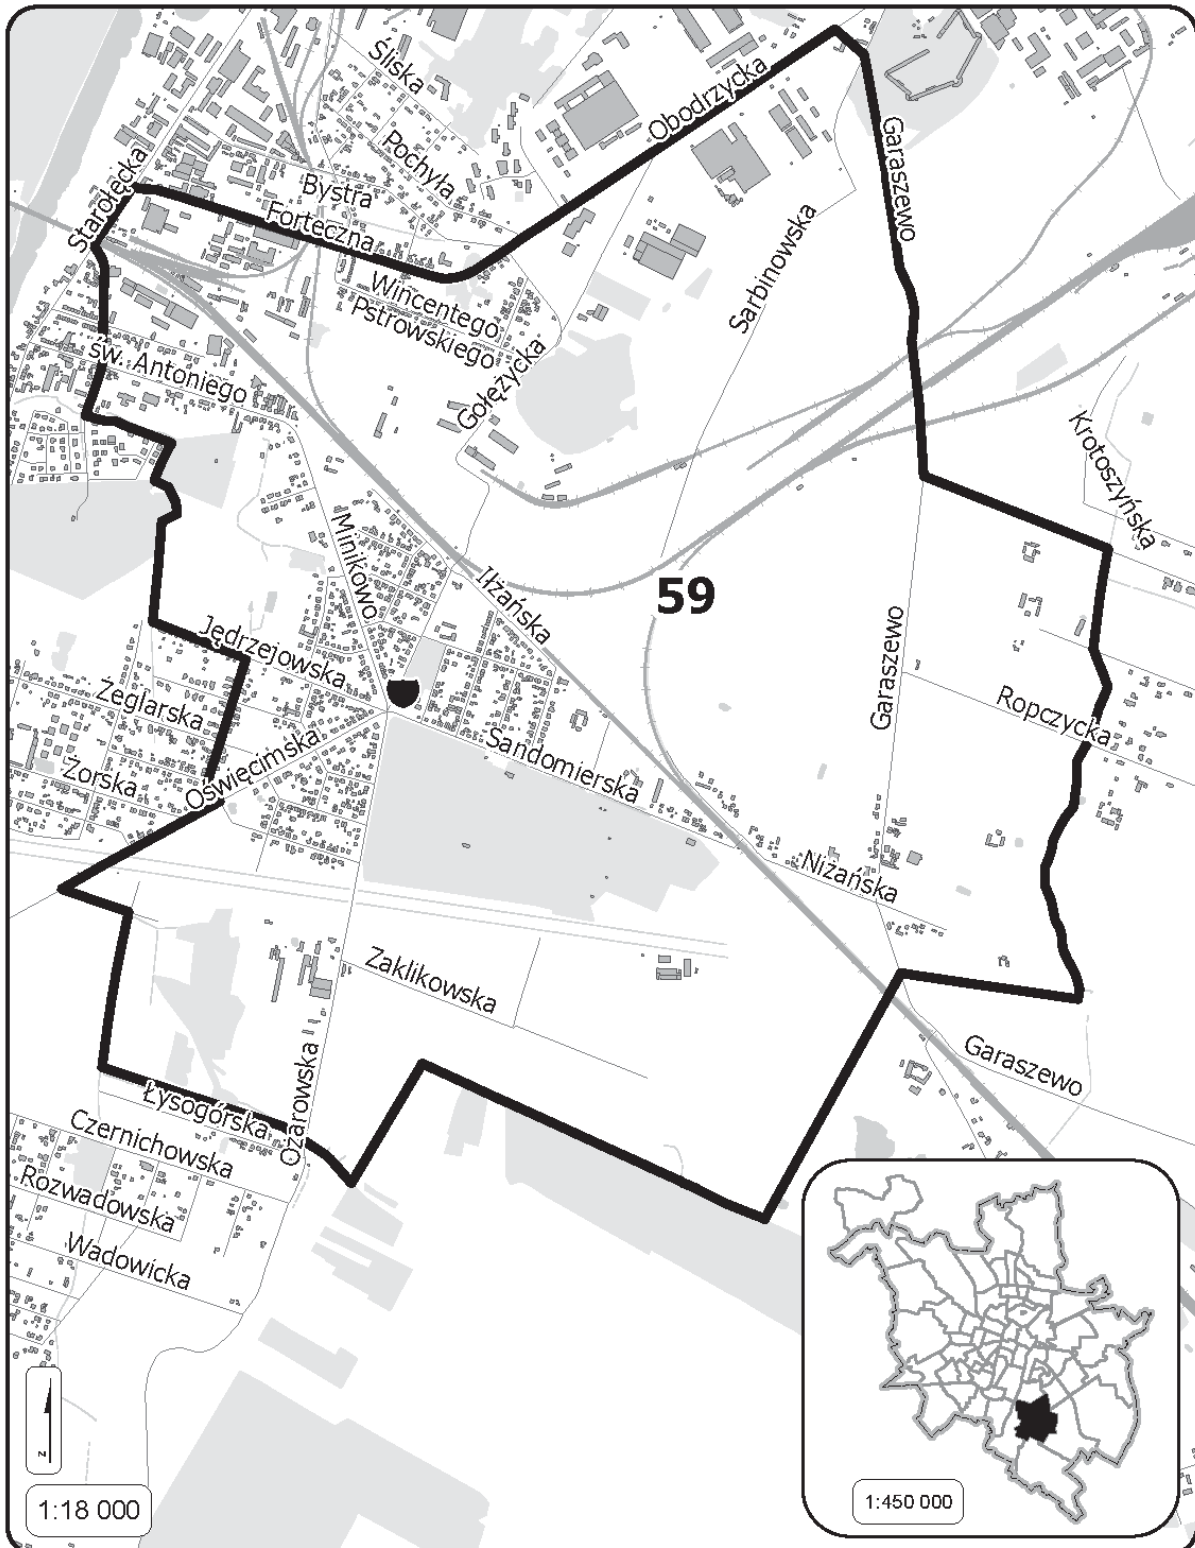 Śliska
Obodrzycka
Pochyła
Garaszewo
Starołęcka
Bystra
Forteczna
Sarbinowska
Wincentego
Pstrowskiego
św. Antoniego
Gołężycka
Krotoszyńska
Minikowo
Iłżańska
59
Jędrzejowska
Garaszewo
Żeglarska
Ropczycka
Oświęcimska
Sandomierska
Żorska
Niżańska
Zaklikowska
Garaszewo
Ożarowska
Łysogórska
Czernichowska
Rozwadowska
Wadowicka
z
1:18 000
1:450 000